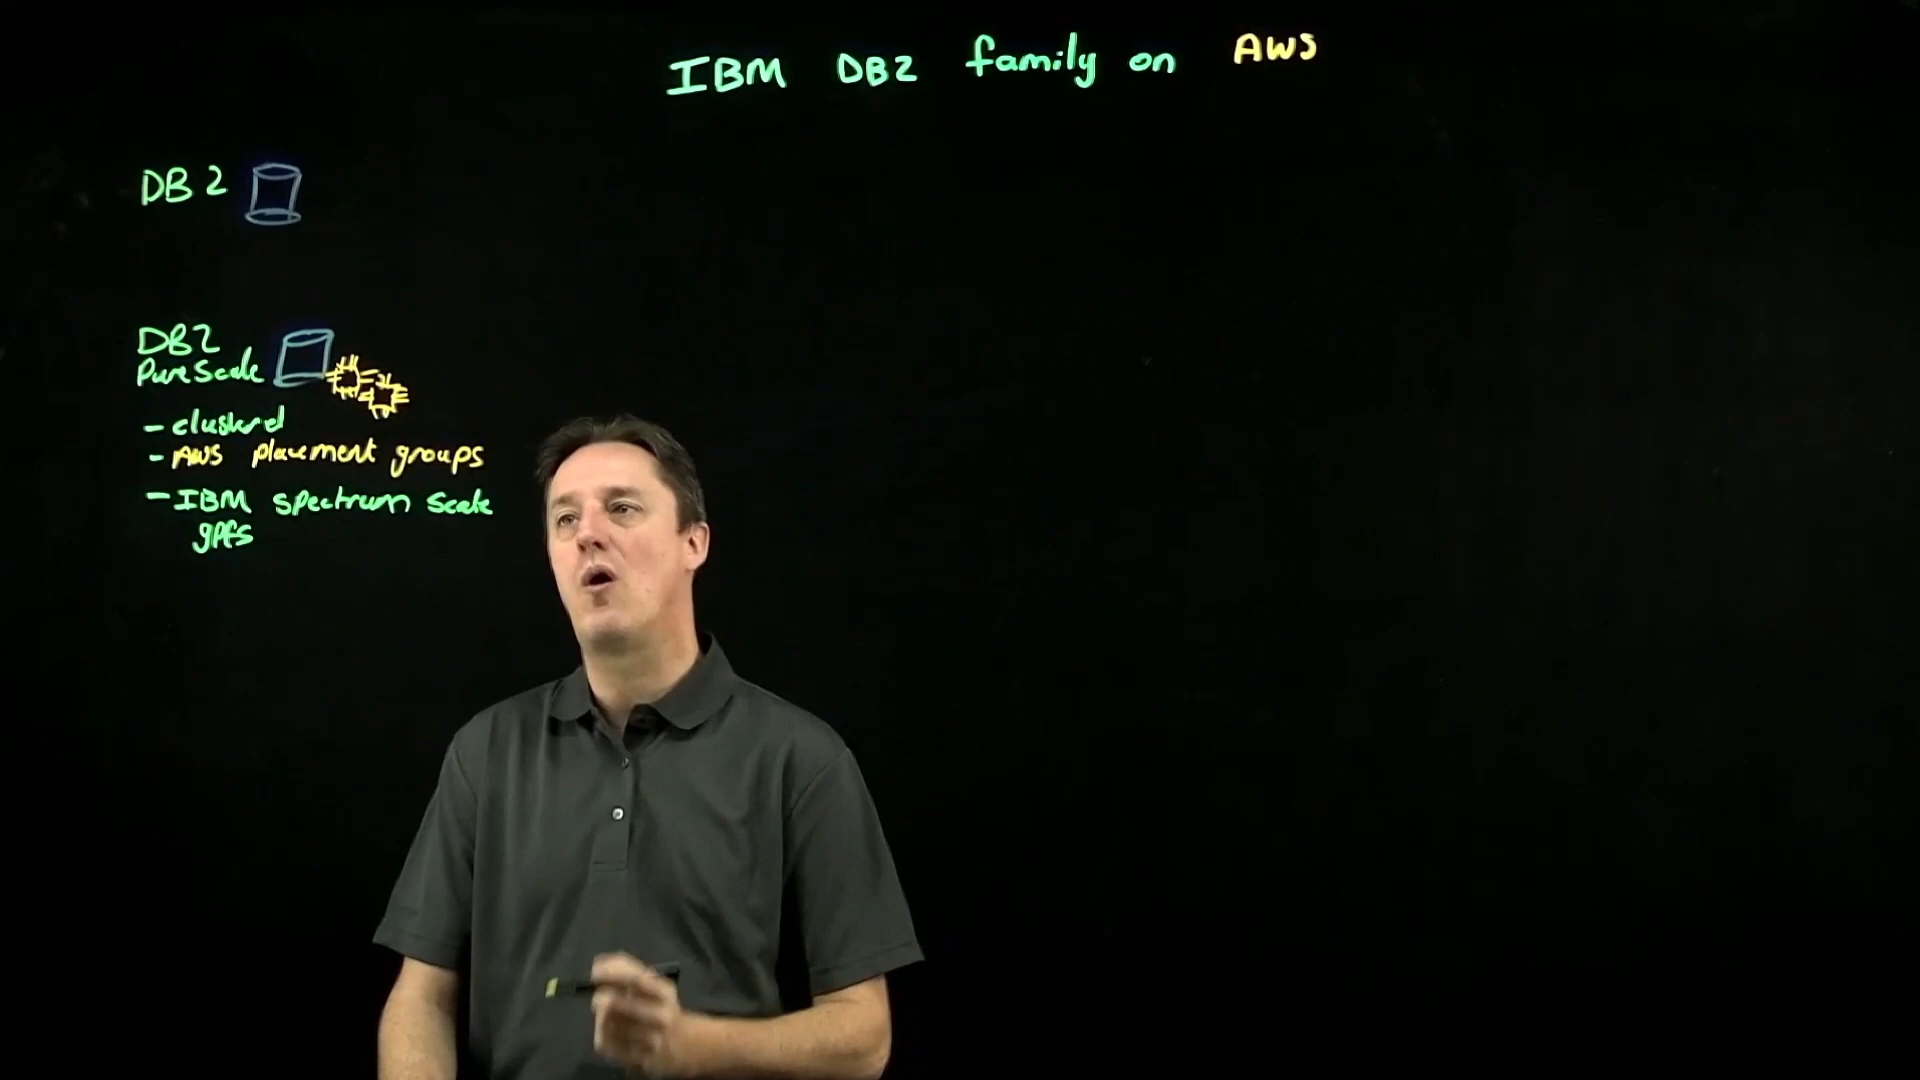 IBM DB2 family on AWS
DB2
DB2
PureScale
- clustered
- AWS placement groups
- IBM spectrum scale
gpfs